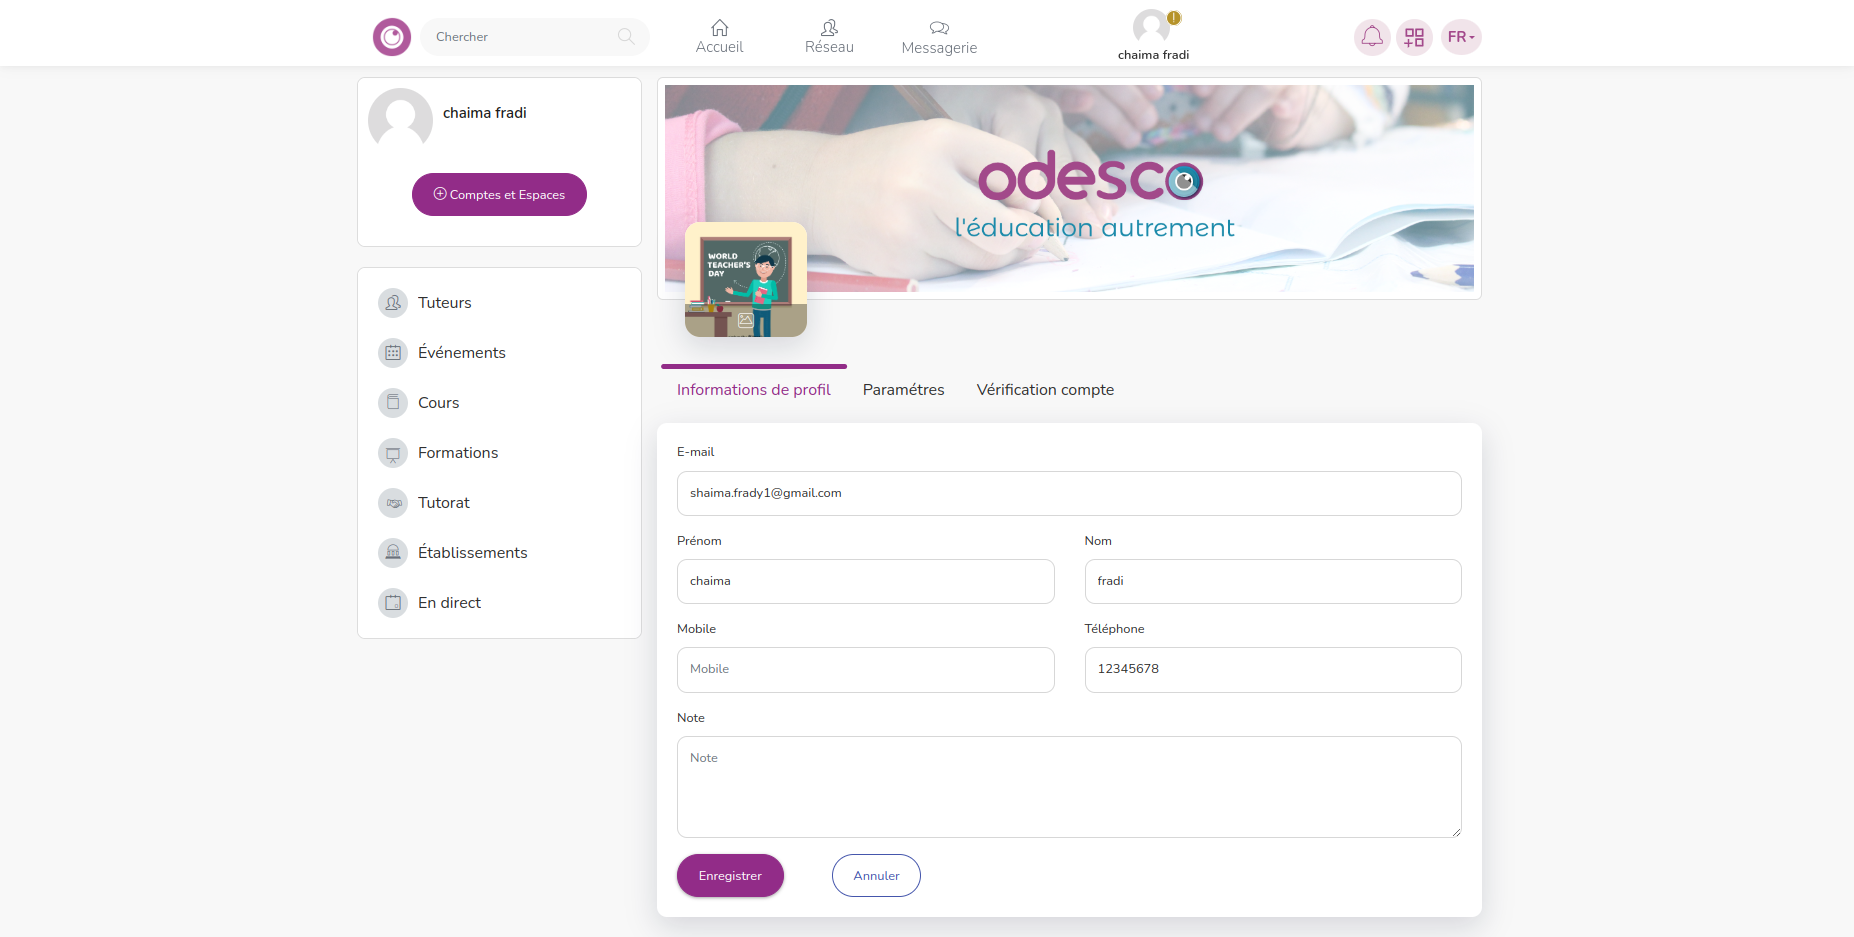 Chercher
Accueil
Réseau
Messagerie
!
chaima fradi
FR
chaima fradi
Comptes et Espaces
Tuteurs
Événements
Cours
Formations
Tutorat
Établissements
En direct
odesco
l'éducation autrement
WORLD
TEACHER'S
DAY
Informations de profil
Paramétres
Vérification compte
E-mail
shaima.frady1@gmail.com
Prénom
Nom
chaima
fradi
Mobile
Téléphone
Mobile
12345678
Note
Note
Enregistrer
Annuler